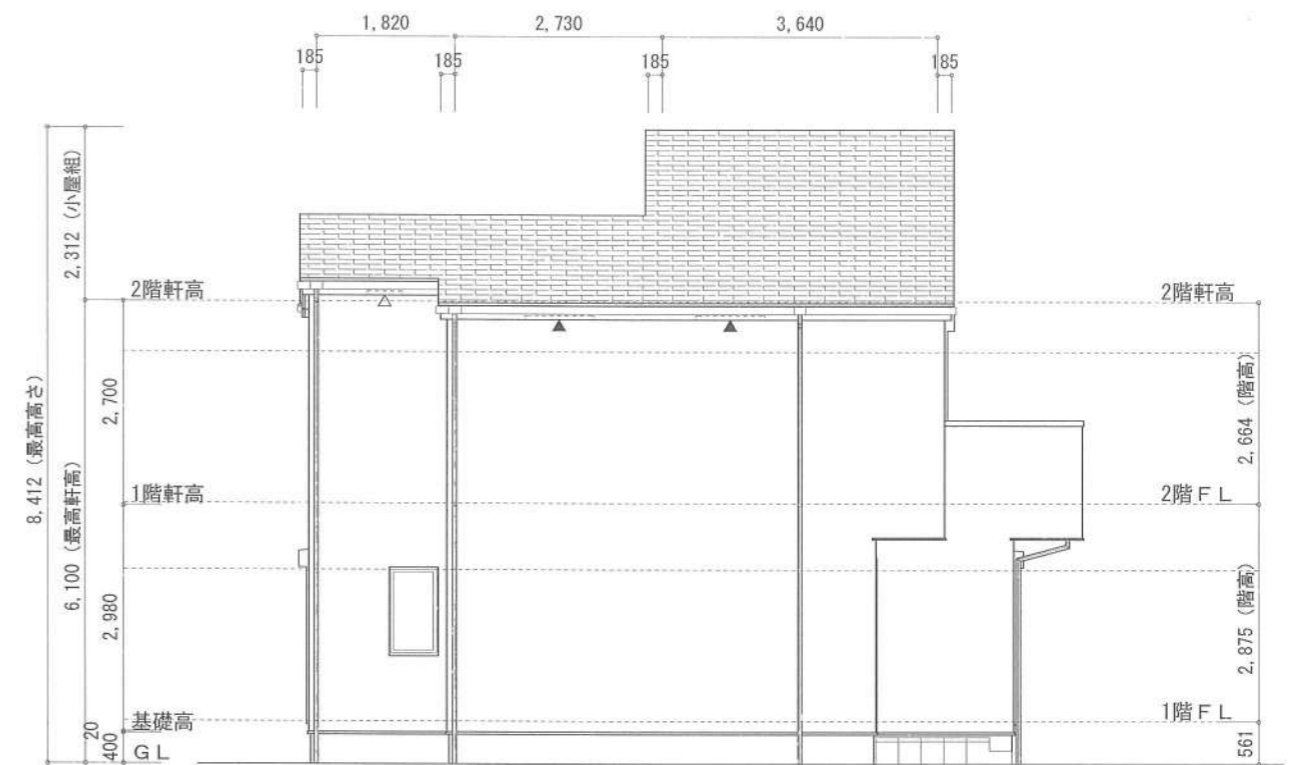 1,820
2,730
3,640
185
185
185
185
2,312 (小屋組)
8,412 (最高高さ)
6,100 (最高軒高)
2,700
2,980
20
400
2階軒高
1階軒高
基礎高
GL
2階軒高
2,664 (階高)
2階FL
2,875 (階高)
1階FL
561